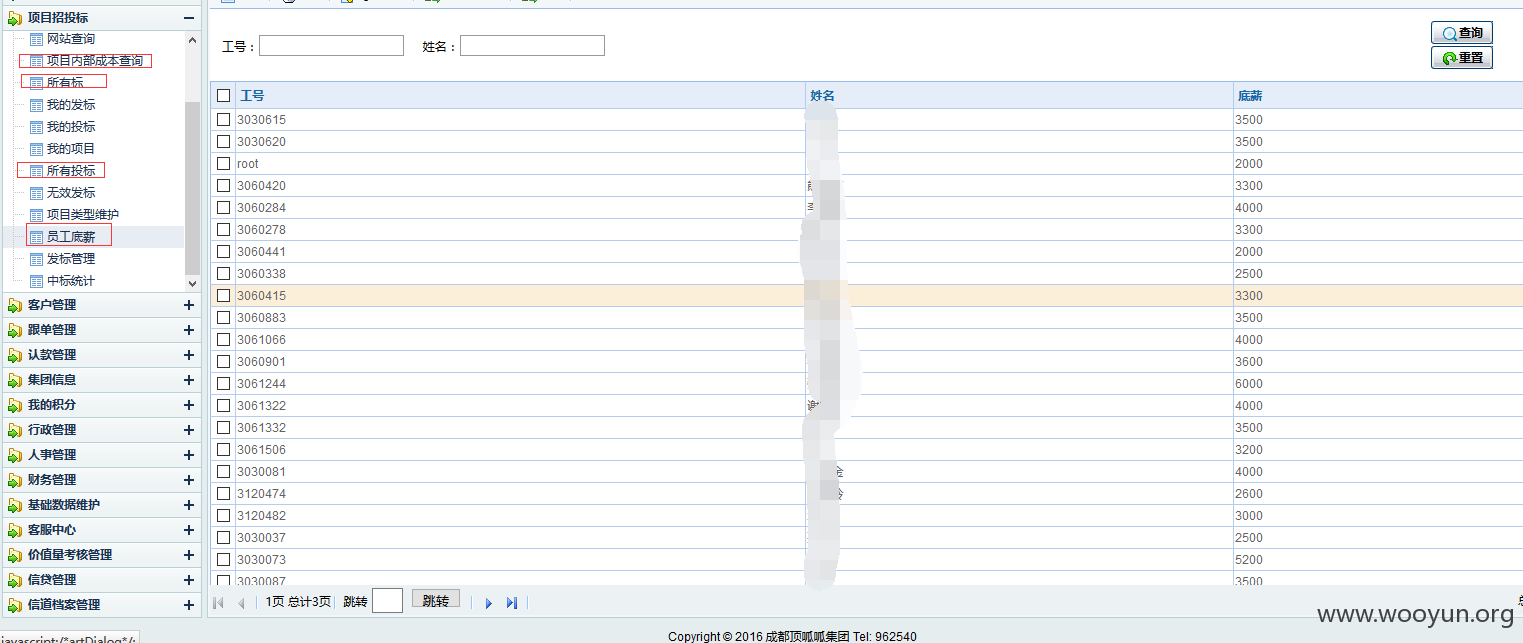 项目招投标
网站查询
项目内部成本查询
所有标
我的发标
我的投标
我的项目
所有投标
无效发标
项目类型维护
员工底薪
发标管理
中标统计
客户管理
跟单管理
认款管理
集团信息
我的积分
行政管理
人事管理
财务管理
基础数据维护
客服中心
价值量考核管理
信贷管理
信道档案管理
javascript:/*artDialog*/;
工号： 姓名： 查询
重置
工号 姓名 底薪
3030615 3500
3030620 3500
root 2000
3060420 3300
3060284 4000
3060278 3300
3060441 2000
3060338 2500
3060415 3300
3060883 3500
3061066 4000
3060901 3600
3061244 6000
3061322 谢 4000
3061332 3500
3061506 3200
3030081 金 4000
3120474 2600
3120482 3000
3030037 2500
3030073 5200
3030087 3500
1页 总计3页 跳转 跳转
www.wooyun.org
Copyright © 2016 成都顶呱呱集团 Tel: 962540